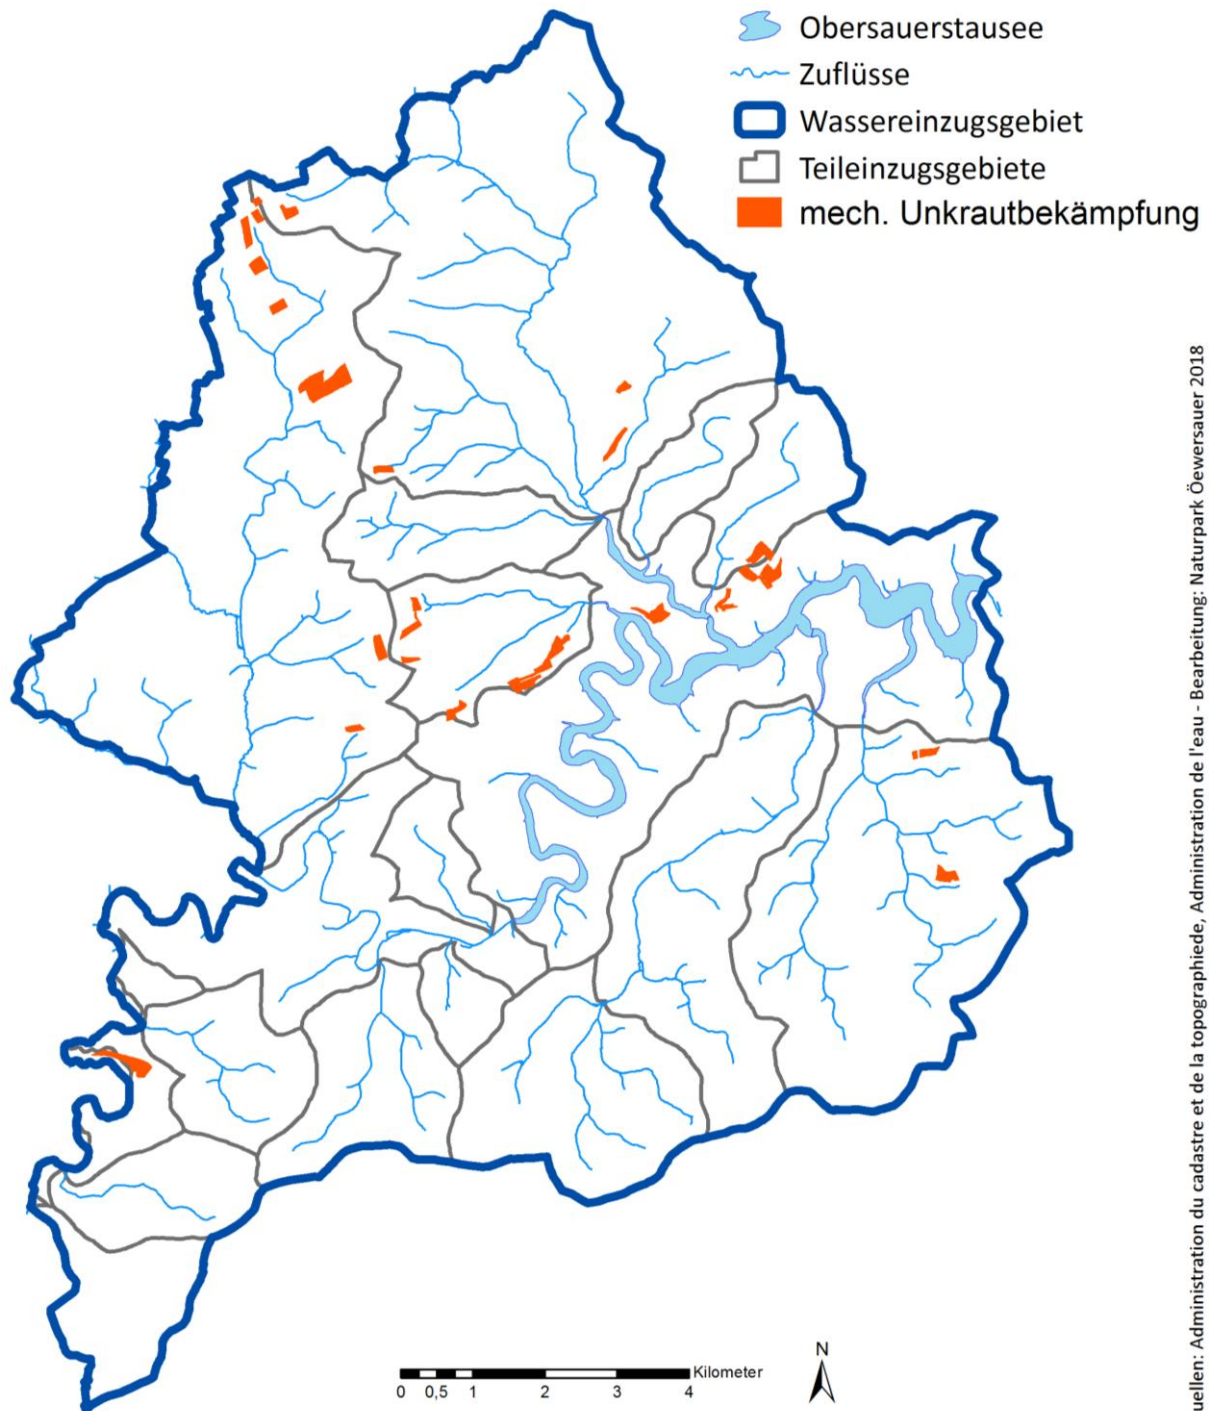 Obersauerstausee
Zuflüsse
Wassereinzugsgebiet
Teileinzugsgebiete
mech. Unkrautbekämpfung
uellen: Administration du cadastre et de la topographiede, Administration de l'eau - Bearbeitung: Naturpark Öewersauer 2018
N
Kilometer
0 0,5 1 2 3 4